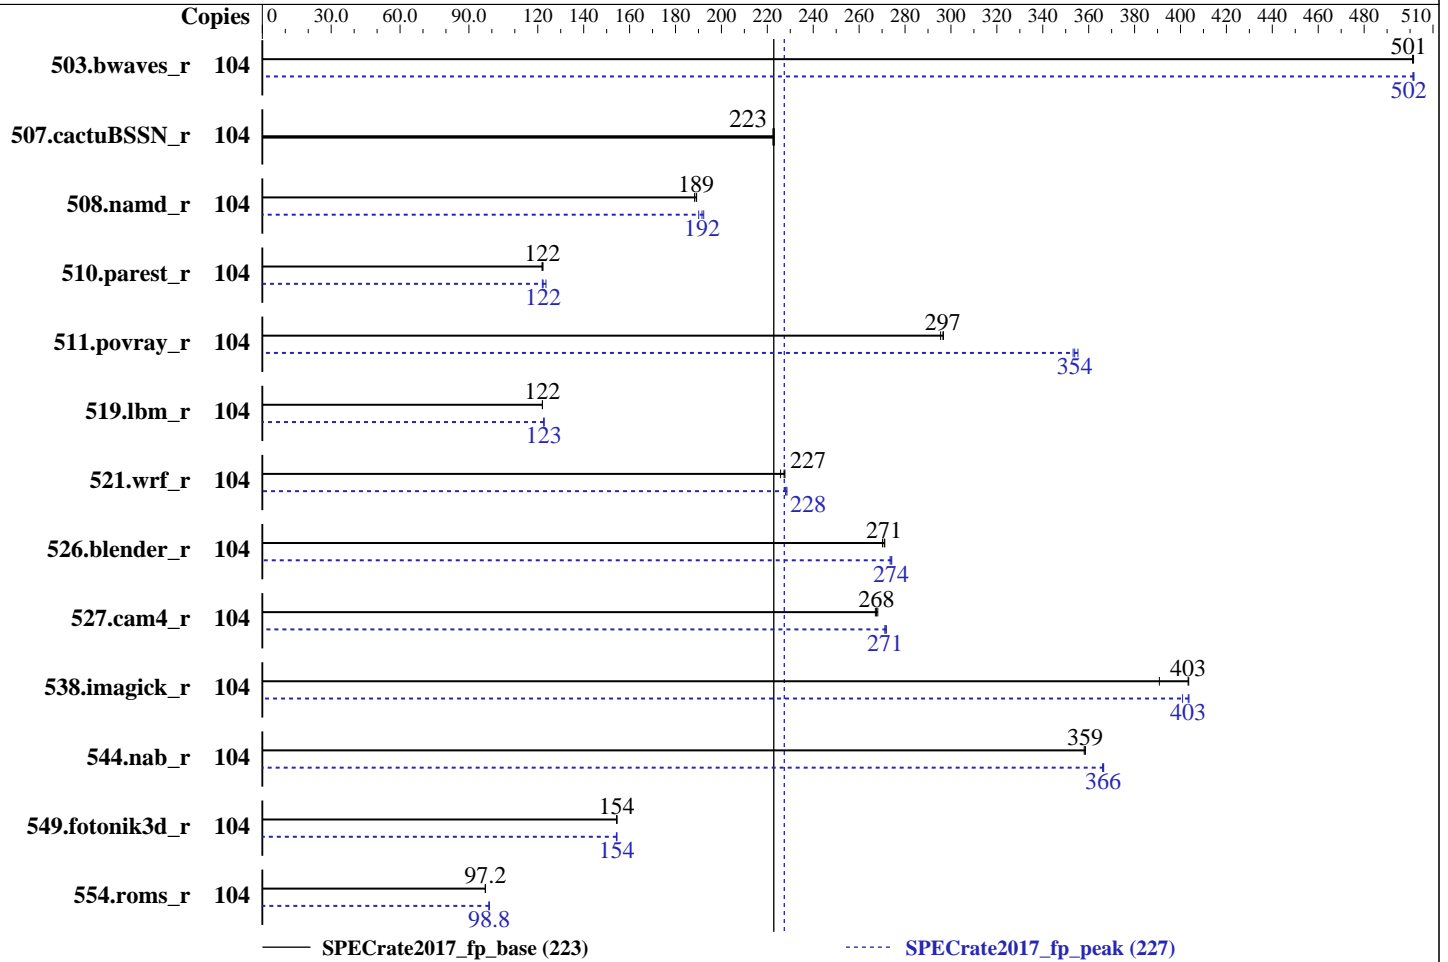 Copies 0 30.0 60.0 90.0 120 140 160 180 200 220 240 260 280 300 320 340 360 380 400 420 440 460 480 510
501
503.bwaves_r 104
502
223
507.cactuBSSN_r 104
189
508.namd_r 104
192
122
510.parest_r 104
122
297
511.povray_r 104
354
122
519.lbm_r 104
123
227
521.wrf_r 104
228
271
526.blender_r 104
274
268
527.cam4_r 104
271
403
538.imagick_r 104
403
359
544.nab_r 104
366
154
549.fotonik3d_r 104
154
97.2
554.roms_r 104
98.8
SPECrate2017_fp_base (223) SPECrate2017_fp_peak (227)